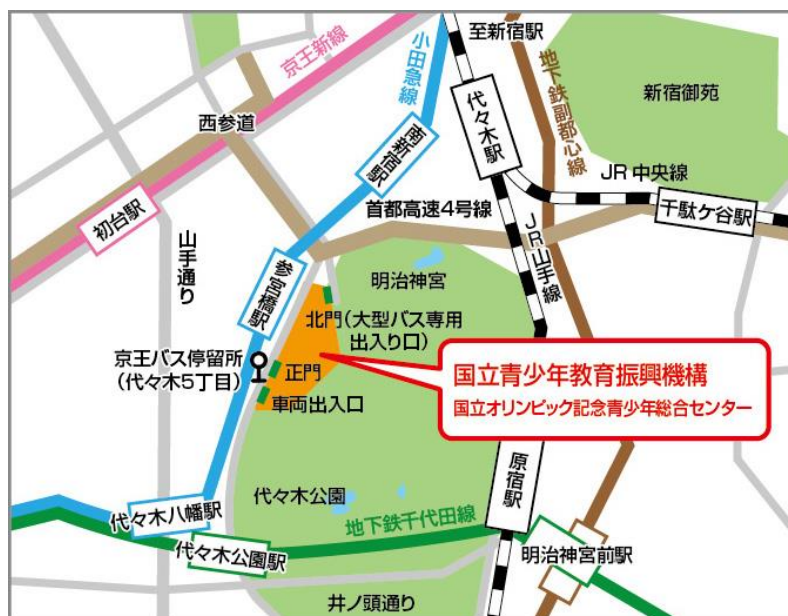 至新宿駅
京王新線
小田急線
地下鉄副都心線
新宿御苑
代々木駅
西参道
南新宿駅
JR中央線
千駄ケ谷駅
初台駅
首都高速4号線
JR山手線
山手通り
参宮橋駅
明治神宮
北門(大型バス専用
出入り口)
京王バス停留所
(代々木5丁目)
正門
車両出入口
国立青少年教育振興機構
国立オリンピック記念青少年総合センター
原宿駅
代々木公園
代々木八幡駅
地下鉄千代田線
代々木公園駅
明治神宮前駅
井ノ頭通り